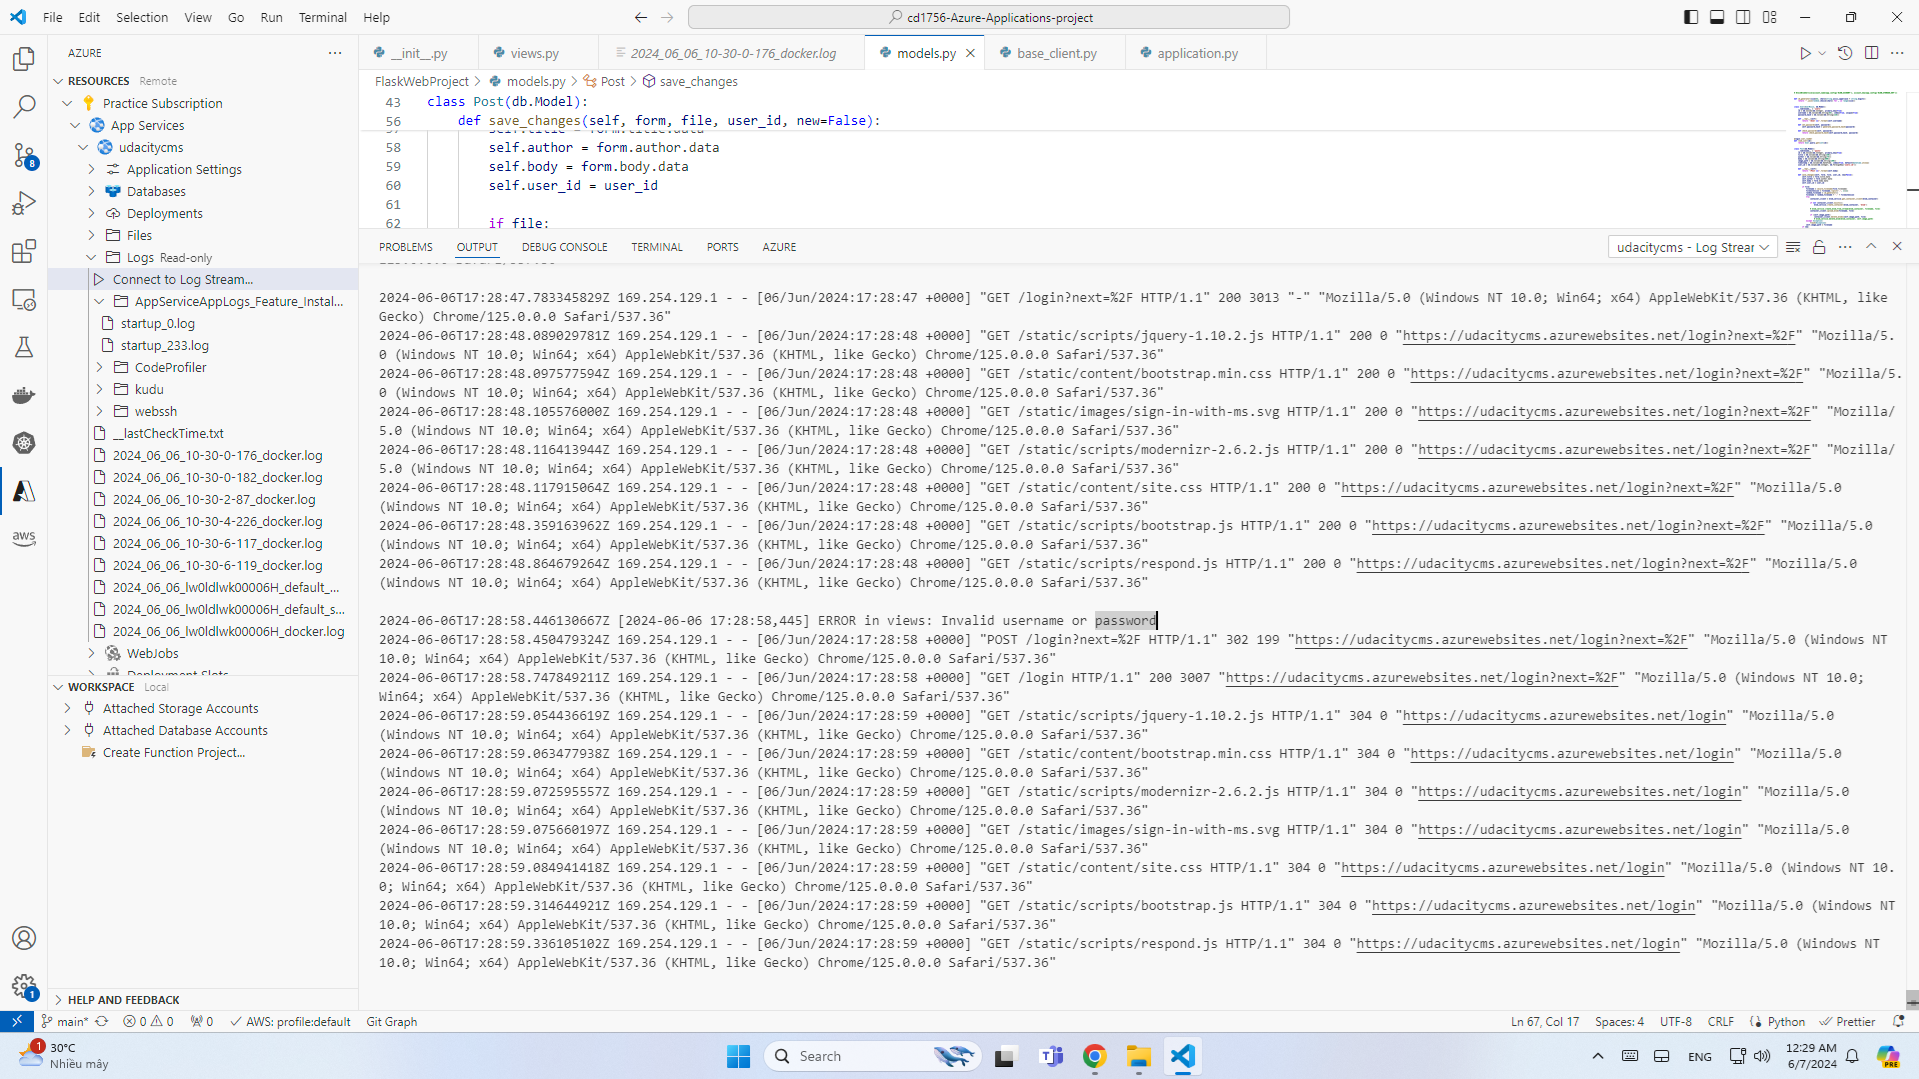 File Edit Selection View Go Run Terminal Help
cd1756-Azure-Applications-project
AZURE
RESOURCES Remote
Practice Subscription
App Services
udacitycms
Application Settings
Databases
Deployments
Files
Logs Read-only
Connect to Log Stream...
AppServiceAppLogs_Feature_Instal...
startup_0.log
startup_233.log
CodeProfiler
kudu
webssh
__lastCheckTime.txt
2024_06_06_10-30-0-176_docker.log
2024_06_06_10-30-0-182_docker.log
2024_06_06_10-30-2-87_docker.log
2024_06_06_10-30-4-226_docker.log
2024_06_06_10-30-6-117_docker.log
2024_06_06_10-30-6-119_docker.log
2024_06_06_lw0ldlwk00006H_default_...
2024_06_06_lw0ldlwk00006H_default_s...
2024_06_06_lw0ldlwk00006H_docker.log
WebJobs
Deployment Slots
WORKSPACE Local
Attached Storage Accounts
Attached Database Accounts
Create Function Project...
HELP AND FEEDBACK
8
aws
1
__init__.py views.py 2024_06_06_10-30-0-176_docker.log models.py base_client.py application.py
FlaskWebProject > models.py > Post > save_changes
43 class Post(db.Model):
56 def save_changes(self, form, file, user_id, new=False):
57 self.title = form.title.data
58 self.author = form.author.data
59 self.body = form.body.data
60 self.user_id = user_id
61
62 if file:
PROBLEMS OUTPUT DEBUG CONSOLE TERMINAL PORTS AZURE
udacitycms - Log Strear
2024-06-06T17:28:47.783345829Z 169.254.129.1 - - [06/Jun/2024:17:28:47 +0000] "GET /login?next=%2F HTTP/1.1" 200 3013 "-" "Mozilla/5.0 (Windows NT 10.0; Win64; x64) AppleWebKit/537.36 (KHTML, like
Gecko) Chrome/125.0.0.0 Safari/537.36"
2024-06-06T17:28:48.089029781Z 169.254.129.1 - - [06/Jun/2024:17:28:48 +0000] "GET /static/scripts/jquery-1.10.2.js HTTP/1.1" 200 0 "https://udacitycms.azurewebsites.net/login?next=%2F" "Mozilla/5.
0 (Windows NT 10.0; Win64; x64) AppleWebKit/537.36 (KHTML, like Gecko) Chrome/125.0.0.0 Safari/537.36"
2024-06-06T17:28:48.097577594Z 169.254.129.1 - - [06/Jun/2024:17:28:48 +0000] "GET /static/content/bootstrap.min.css HTTP/1.1" 200 0 "https://udacitycms.azurewebsites.net/login?next=%2F" "Mozilla/5.
0 (Windows NT 10.0; Win64; x64) AppleWebKit/537.36 (KHTML, like Gecko) Chrome/125.0.0.0 Safari/537.36"
2024-06-06T17:28:48.105576000Z 169.254.129.1 - - [06/Jun/2024:17:28:48 +0000] "GET /static/images/sign-in-with-ms.svg HTTP/1.1" 200 0 "https://udacitycms.azurewebsites.net/login?next=%2F" "Mozilla/
5.0 (Windows NT 10.0; Win64; x64) AppleWebKit/537.36 (KHTML, like Gecko) Chrome/125.0.0.0 Safari/537.36"
2024-06-06T17:28:48.116413944Z 169.254.129.1 - - [06/Jun/2024:17:28:48 +0000] "GET /static/scripts/modernizr-2.6.2.js HTTP/1.1" 200 0 "https://udacitycms.azurewebsites.net/login?next=%2F" "Mozilla/
5.0 (Windows NT 10.0; Win64; x64) AppleWebKit/537.36 (KHTML, like Gecko) Chrome/125.0.0.0 Safari/537.36"
2024-06-06T17:28:48.117915064Z 169.254.129.1 - - [06/Jun/2024:17:28:48 +0000] "GET /static/content/site.css HTTP/1.1" 200 0 "https://udacitycms.azurewebsites.net/login?next=%2F" "Mozilla/5.0
(Windows NT 10.0; Win64; x64) AppleWebKit/537.36 (KHTML, like Gecko) Chrome/125.0.0.0 Safari/537.36"
2024-06-06T17:28:48.359163962Z 169.254.129.1 - - [06/Jun/2024:17:28:48 +0000] "GET /static/scripts/bootstrap.js HTTP/1.1" 200 0 "https://udacitycms.azurewebsites.net/login?next=%2F" "Mozilla/5.0
(Windows NT 10.0; Win64; x64) AppleWebKit/537.36 (KHTML, like Gecko) Chrome/125.0.0.0 Safari/537.36"
2024-06-06T17:28:48.864679264Z 169.254.129.1 - - [06/Jun/2024:17:28:48 +0000] "GET /static/scripts/respond.js HTTP/1.1" 200 0 "https://udacitycms.azurewebsites.net/login?next=%2F" "Mozilla/5.0
(Windows NT 10.0; Win64; x64) AppleWebKit/537.36 (KHTML, like Gecko) Chrome/125.0.0.0 Safari/537.36"
2024-06-06T17:28:58.446130667Z [2024-06-06 17:28:58,445] ERROR in views: Invalid username or password
2024-06-06T17:28:58.450479324Z 169.254.129.1 - - [06/Jun/2024:17:28:58 +0000] "POST /login?next=%2F HTTP/1.1" 302 199 "https://udacitycms.azurewebsites.net/login?next=%2F" "Mozilla/5.0 (Windows NT
10.0; Win64; x64) AppleWebKit/537.36 (KHTML, like Gecko) Chrome/125.0.0.0 Safari/537.36"
2024-06-06T17:28:58.747849211Z 169.254.129.1 - - [06/Jun/2024:17:28:58 +0000] "GET /login HTTP/1.1" 200 3007 "https://udacitycms.azurewebsites.net/login?next=%2F" "Mozilla/5.0 (Windows NT 10.0;
Win64; x64) AppleWebKit/537.36 (KHTML, like Gecko) Chrome/125.0.0.0 Safari/537.36"
2024-06-06T17:28:59.054436619Z 169.254.129.1 - - [06/Jun/2024:17:28:59 +0000] "GET /static/scripts/jquery-1.10.2.js HTTP/1.1" 304 0 "https://udacitycms.azurewebsites.net/login" "Mozilla/5.0
(Windows NT 10.0; Win64; x64) AppleWebKit/537.36 (KHTML, like Gecko) Chrome/125.0.0.0 Safari/537.36"
2024-06-06T17:28:59.063477938Z 169.254.129.1 - - [06/Jun/2024:17:28:59 +0000] "GET /static/content/bootstrap.min.css HTTP/1.1" 304 0 "https://udacitycms.azurewebsites.net/login" "Mozilla/5.0
(Windows NT 10.0; Win64; x64) AppleWebKit/537.36 (KHTML, like Gecko) Chrome/125.0.0.0 Safari/537.36"
2024-06-06T17:28:59.072595557Z 169.254.129.1 - - [06/Jun/2024:17:28:59 +0000] "GET /static/scripts/modernizr-2.6.2.js HTTP/1.1" 304 0 "https://udacitycms.azurewebsites.net/login" "Mozilla/5.0
(Windows NT 10.0; Win64; x64) AppleWebKit/537.36 (KHTML, like Gecko) Chrome/125.0.0.0 Safari/537.36"
2024-06-06T17:28:59.075660197Z 169.254.129.1 - - [06/Jun/2024:17:28:59 +0000] "GET /static/images/sign-in-with-ms.svg HTTP/1.1" 304 0 "https://udacitycms.azurewebsites.net/login" "Mozilla/5.0
(Windows NT 10.0; Win64; x64) AppleWebKit/537.36 (KHTML, like Gecko) Chrome/125.0.0.0 Safari/537.36"
2024-06-06T17:28:59.084941418Z 169.254.129.1 - - [06/Jun/2024:17:28:59 +0000] "GET /static/content/site.css HTTP/1.1" 304 0 "https://udacitycms.azurewebsites.net/login" "Mozilla/5.0 (Windows NT 10.
0; Win64; x64) AppleWebKit/537.36 (KHTML, like Gecko) Chrome/125.0.0.0 Safari/537.36"
2024-06-06T17:28:59.314644921Z 169.254.129.1 - - [06/Jun/2024:17:28:59 +0000] "GET /static/scripts/bootstrap.js HTTP/1.1" 304 0 "https://udacitycms.azurewebsites.net/login" "Mozilla/5.0 (Windows NT
10.0; Win64; x64) AppleWebKit/537.36 (KHTML, like Gecko) Chrome/125.0.0.0 Safari/537.36"
2024-06-06T17:28:59.336105102Z 169.254.129.1 - - [06/Jun/2024:17:28:59 +0000] "GET /static/scripts/respond.js HTTP/1.1" 304 0 "https://udacitycms.azurewebsites.net/login" "Mozilla/5.0 (Windows NT
10.0; Win64; x64) AppleWebKit/537.36 (KHTML, like Gecko) Chrome/125.0.0.0 Safari/537.36"
main* 0 0 0 AWS: profile:default Git Graph Ln 67, Col 17 Spaces: 4 UTF-8 CRLF Python Prettier
1
30°C
Nhiều mây
Search
ENG
12:29 AM
6/7/2024
PRE